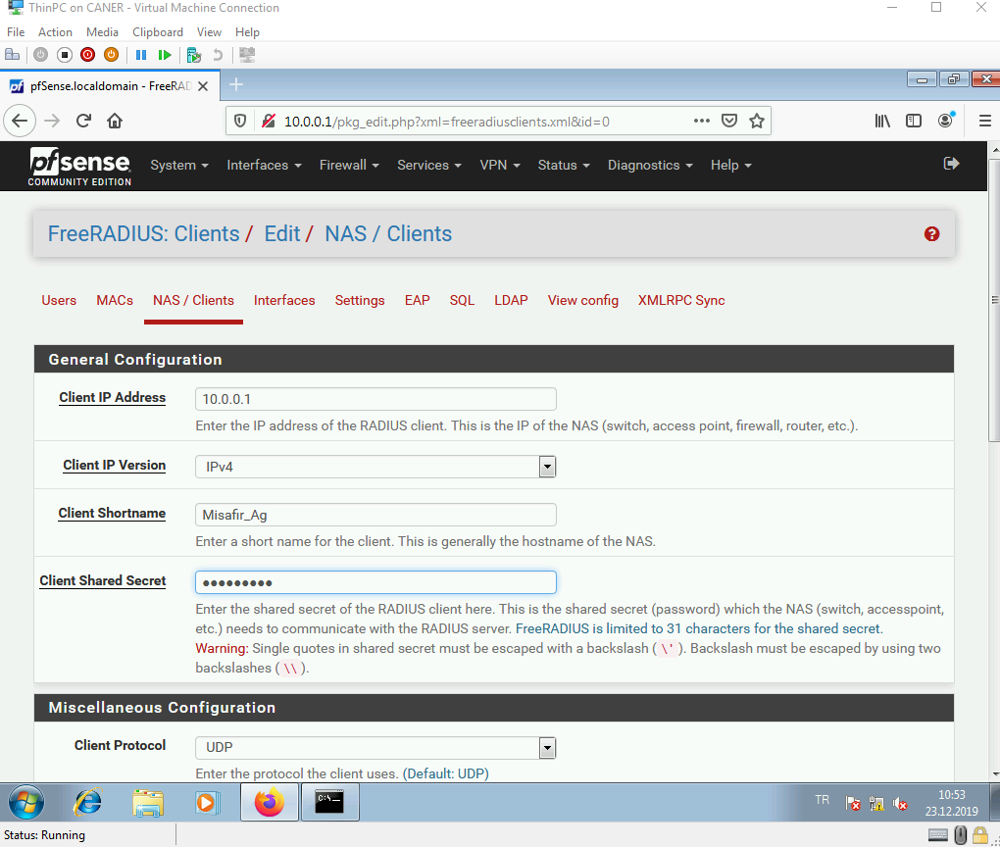 ThinPC on CANER - Virtual Machine Connection
File Action Media Clipboard View Help
pfSense.localdomain - FreeRAD
10.0.0.1/pkg_edit.php?xml=freeradiusclients.xml&id=0
pfsense
COMMUNITY EDITION
System Interfaces Firewall Services VPN Status Diagnostics Help
FreeRADIUS: Clients / Edit / NAS / Clients
Users MACs NAS / Clients Interfaces Settings EAP SQL LDAP View config XMLRPC Sync
General Configuration
Client IP Address 10.0.0.1
Enter the IP address of the RADIUS client. This is the IP of the NAS (switch, access point, firewall, router, etc.).
Client IP Version IPv4
Client Shortname Misafir_Ag
Enter a short name for the client. This is generally the hostname of the NAS.
Client Shared Secret ●●●●●●●●●
Enter the shared secret of the RADIUS client here. This is the shared secret (password) which the NAS (switch, accesspoint,
etc.) needs to communicate with the RADIUS server. FreeRADIUS is limited to 31 characters for the shared secret.
Warning: Single quotes in shared secret must be escaped with a backslash ( \' ). Backslash must be escaped by using two
backslashes ( \\ ).
Miscellaneous Configuration
Client Protocol UDP
Enter the protocol the client uses. (Default: UDP)
C:\
TR
10:53
23.12.2019
Status: Running